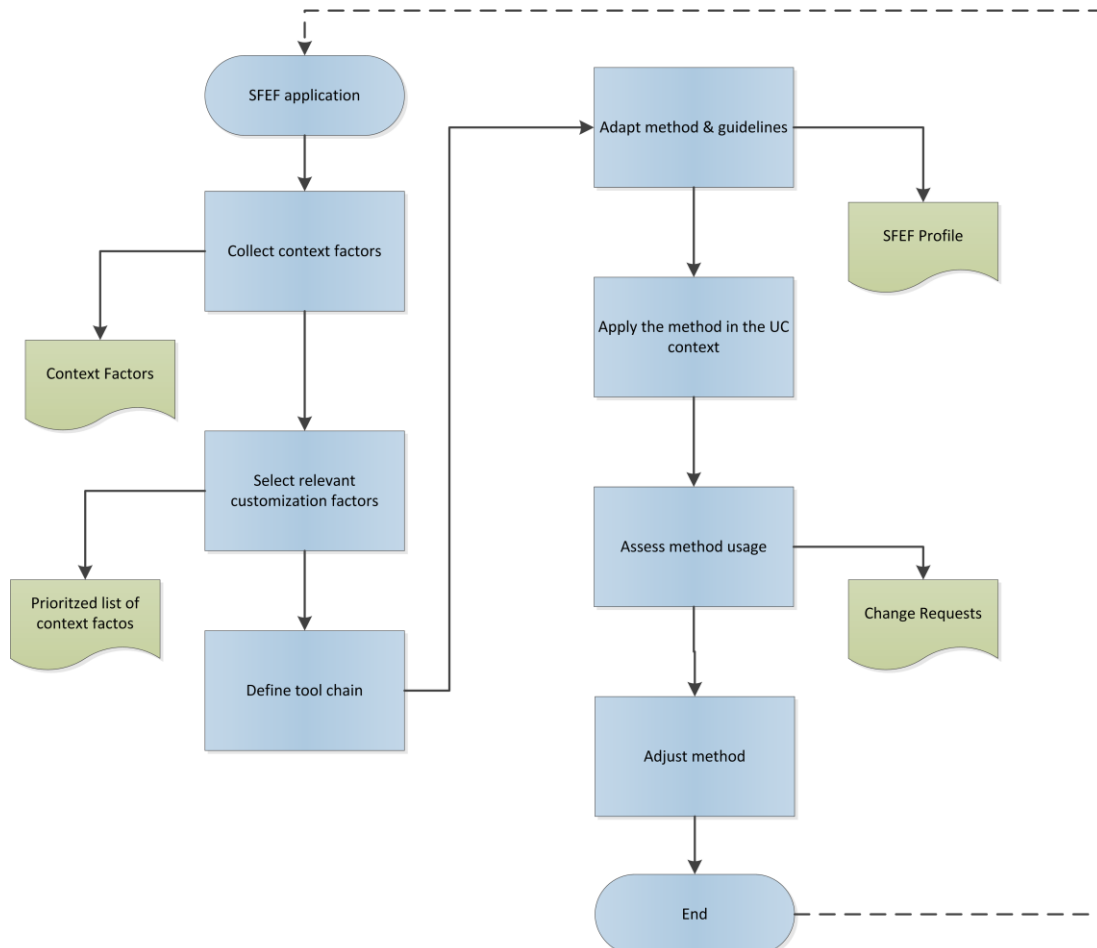 SFEF application
Collect context factors
Context Factors
Select relevant
customization factors
Prioritzed list of
context factos
Define tool chain
Adapt method & guidelines
SFEF Profile
Apply the method in the UC
context
Assess method usage
Change Requests
Adjust method
End